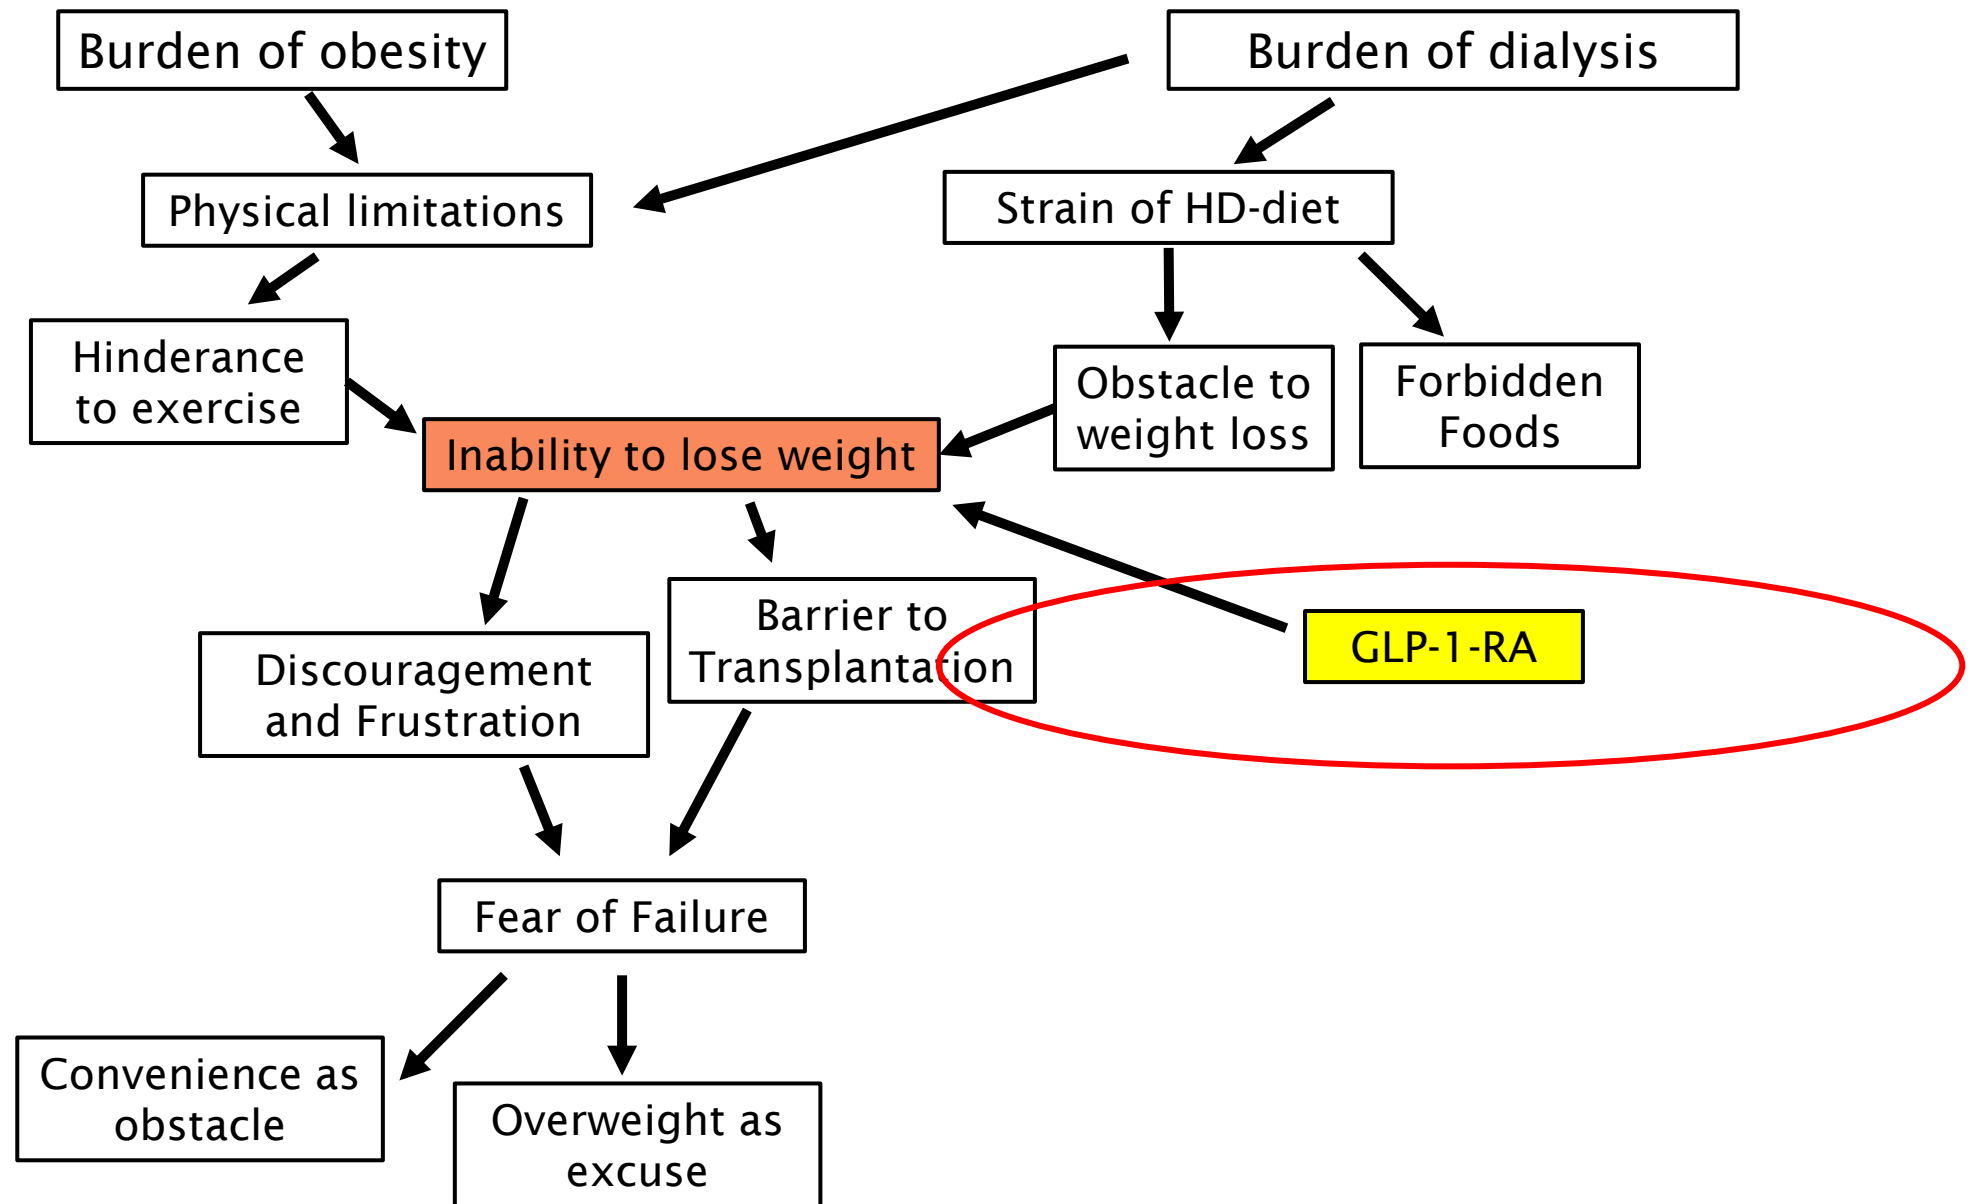 Burden of obesity
Burden of dialysis
Physical limitations
Strain of HD-diet
Hinderance
to exercise
Obstacle to
weight loss
Forbidden
Foods
Inability to lose weight
Barrier to
Transplantation
GLP-1-RA
Discouragement
and Frustration
Fear of Failure
Convenience as
obstacle
Overweight as
excuse